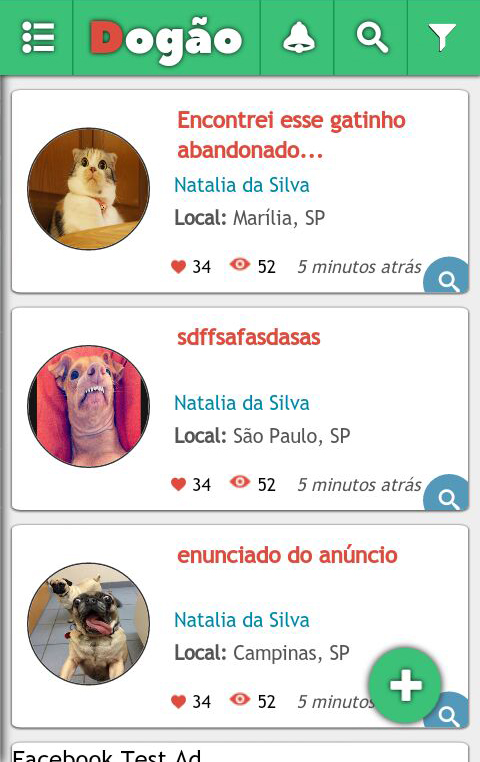 Dogão
Encontrei esse gatinho
abandonado...
Natalia da Silva
Local: Marília, SP
34 52 5 minutos atrás
sdffsafasdasas
Natalia da Silva
Local: São Paulo, SP
34 52 5 minutos atrás
enunciado do anúncio
Natalia da Silva
Local: Campinas, SP
34 52 5 minutos
Facebook Test Ad